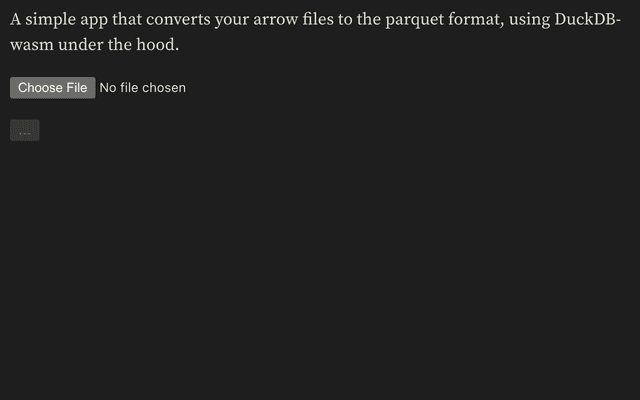 A simple app that converts your arrow files to the parquet format, using DuckDB-
wasm under the hood.
Choose File No file chosen
...